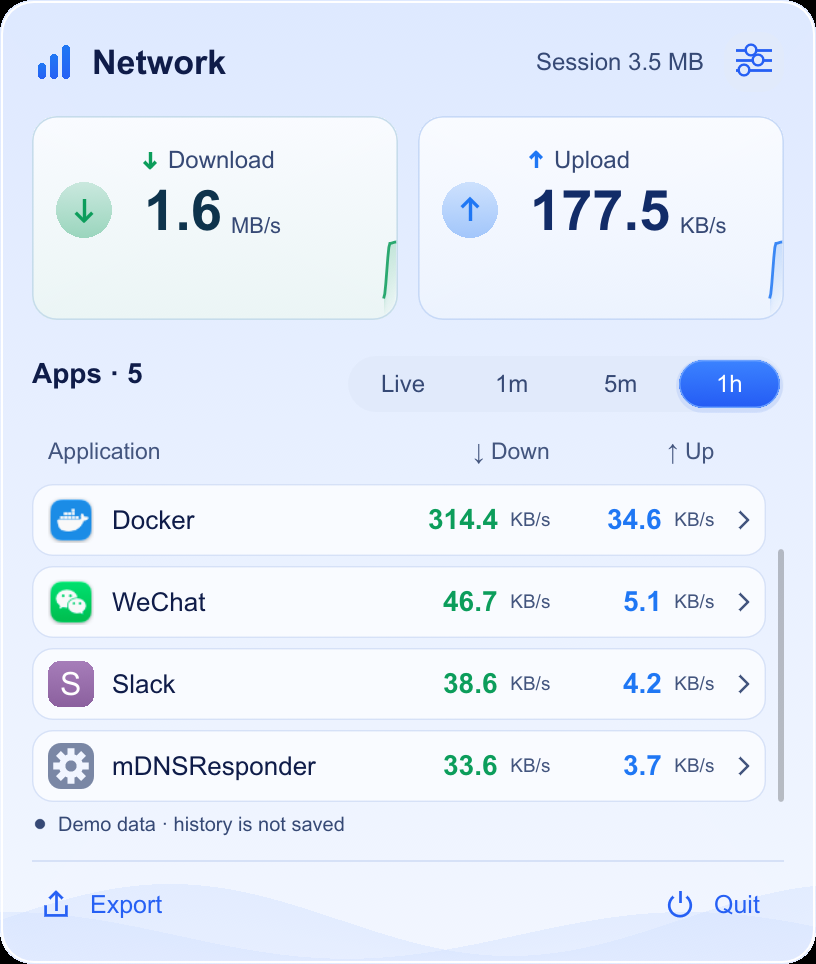 Network
Session 3.5 MB
↓ Download
1.6 MB/s
↑ Upload
177.5 KB/s
Apps · 5
Live 1m 5m 1h
Application ↓ Down ↑ Up
Docker 314.4 KB/s 34.6 KB/s
WeChat 46.7 KB/s 5.1 KB/s
S Slack 38.6 KB/s 4.2 KB/s
mDNSResponder 33.6 KB/s 3.7 KB/s
Demo data · history is not saved
Export
Quit